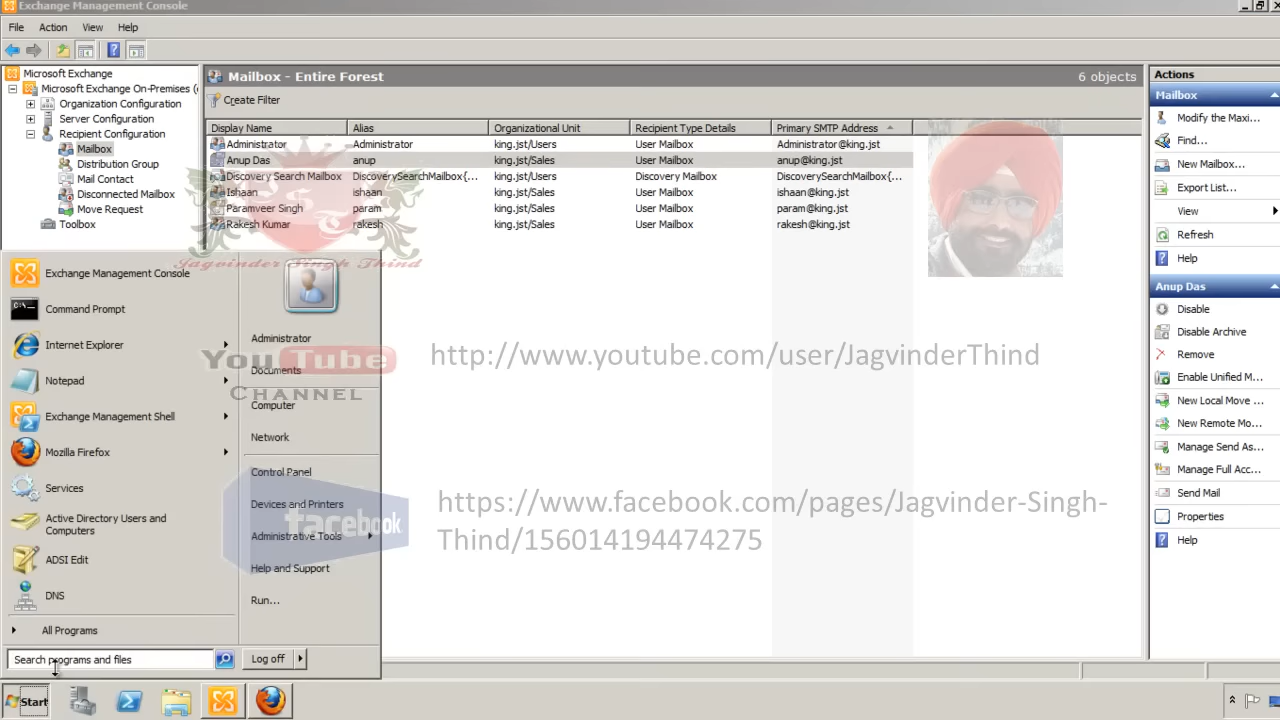 Exchange Management Console
File Action View Help
Microsoft Exchange
Microsoft Exchange On-Premises (
Organization Configuration
Server Configuration
Recipient Configuration
Mailbox
Distribution Group
Mail Contact
Disconnected Mailbox
Move Request
Toolbox
Mailbox - Entire Forest 6 objects
Create Filter
Display Name Alias Organizational Unit Recipient Type Details Primary SMTP Address
Administrator Administrator king.jst/Users User Mailbox Administrator@king.jst
Anup Das anup king.jst/Sales User Mailbox anup@king.jst
Discovery Search Mailbox DiscoverySearchMailbox{... king.jst/Users Discovery Mailbox DiscoverySearchMailbox{...
Ishaan ishaan king.jst/Sales User Mailbox ishaan@king.jst
Paramveer Singh param king.jst/Sales User Mailbox param@king.jst
Rakesh Kumar rakesh king.jst/Sales User Mailbox rakesh@king.jst
Jagvinder Singh Thind
Actions
Mailbox
Modify the Maxi...
Find...
New Mailbox...
Export List...
View
Refresh
Help
Anup Das
Disable
Disable Archive
Remove
Enable Unified M...
New Local Move ...
New Remote Mo...
Manage Send As...
Manage Full Acc...
Send Mail
Properties
Help
Exchange Management Console
Command Prompt
Internet Explorer
Notepad
Exchange Management Shell
Mozilla Firefox
Services
Active Directory Users and
Computers
ADSI Edit
DNS
All Programs
Search programs and files
Administrator
Documents
Computer
Network
Control Panel
Devices and Printers
Administrative Tools
Help and Support
Run...
Log off
YouTube
CHANNEL
http://www.youtube.com/user/JagvinderThind
facebook
https://www.facebook.com/pages/Jagvinder-Singh-
Thind/156014194474275
Start